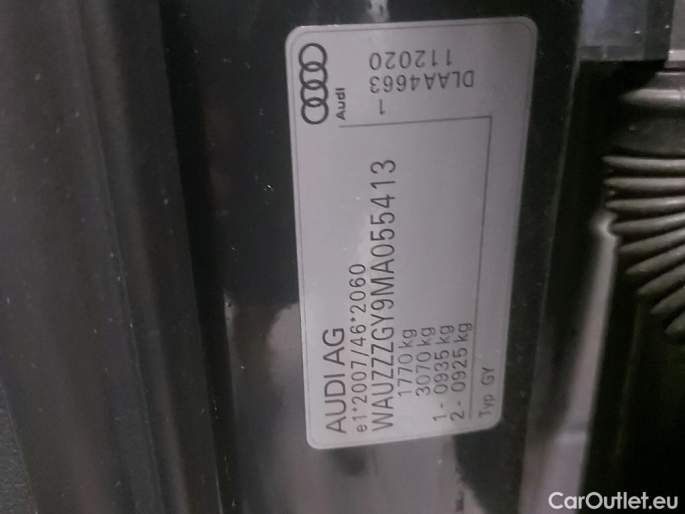 AUDI AG
e1*2007/46*2060
WAUZZZGY9MA055413
1770 kg
3070 kg
1- 0935 kg
2- 0925 kg
Typ GY
Audi
1
DLAA4663
112020
CarOutlet.eu